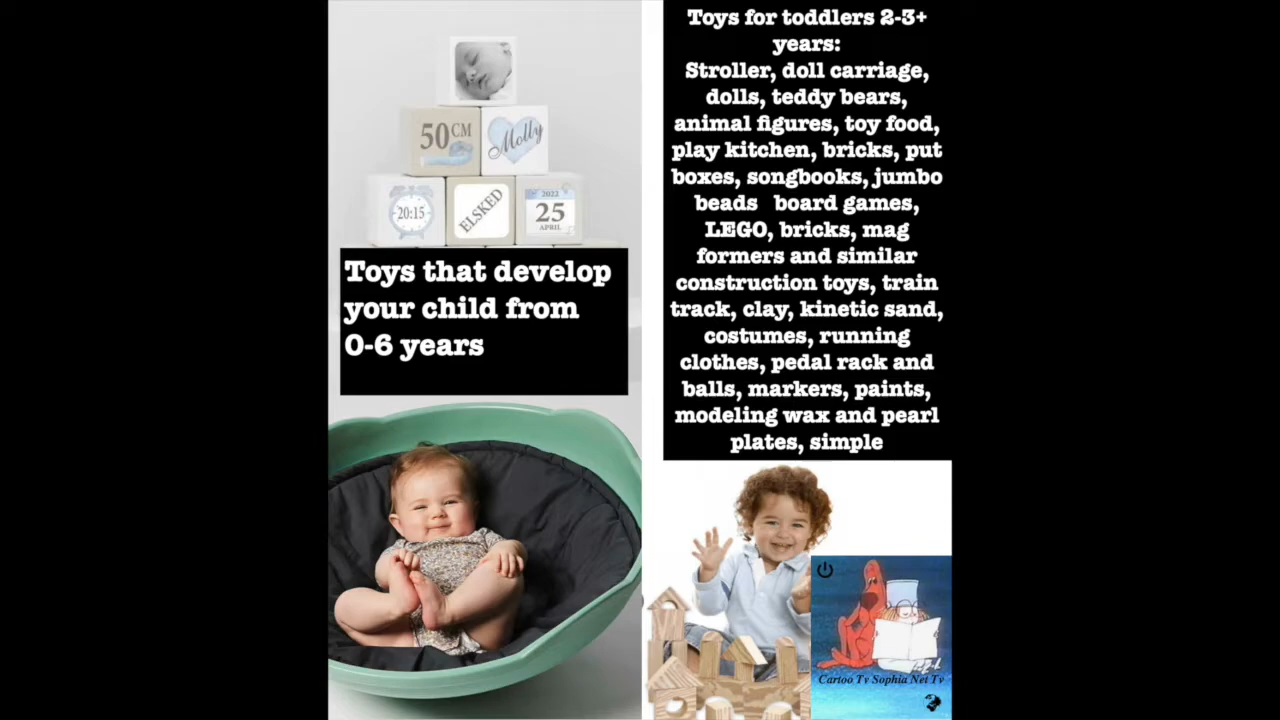 50CM
Molly
20:15
ELSKED
2022
25
APRIL
Toys that develop
your child from
0-6 years
Toys for toddlers 2-3+
years:
Stroller, doll carriage,
dolls, teddy bears,
animal figures, toy food,
play kitchen, bricks, put
boxes, songbooks, jumbo
beads board games,
LEGO, bricks, mag
formers and similar
construction toys, train
track, clay, kinetic sand,
costumes, running
clothes, pedal rack and
balls, markers, paints,
modeling wax and pearl
plates, simple
Cartoo Tv Sophia Net Tv